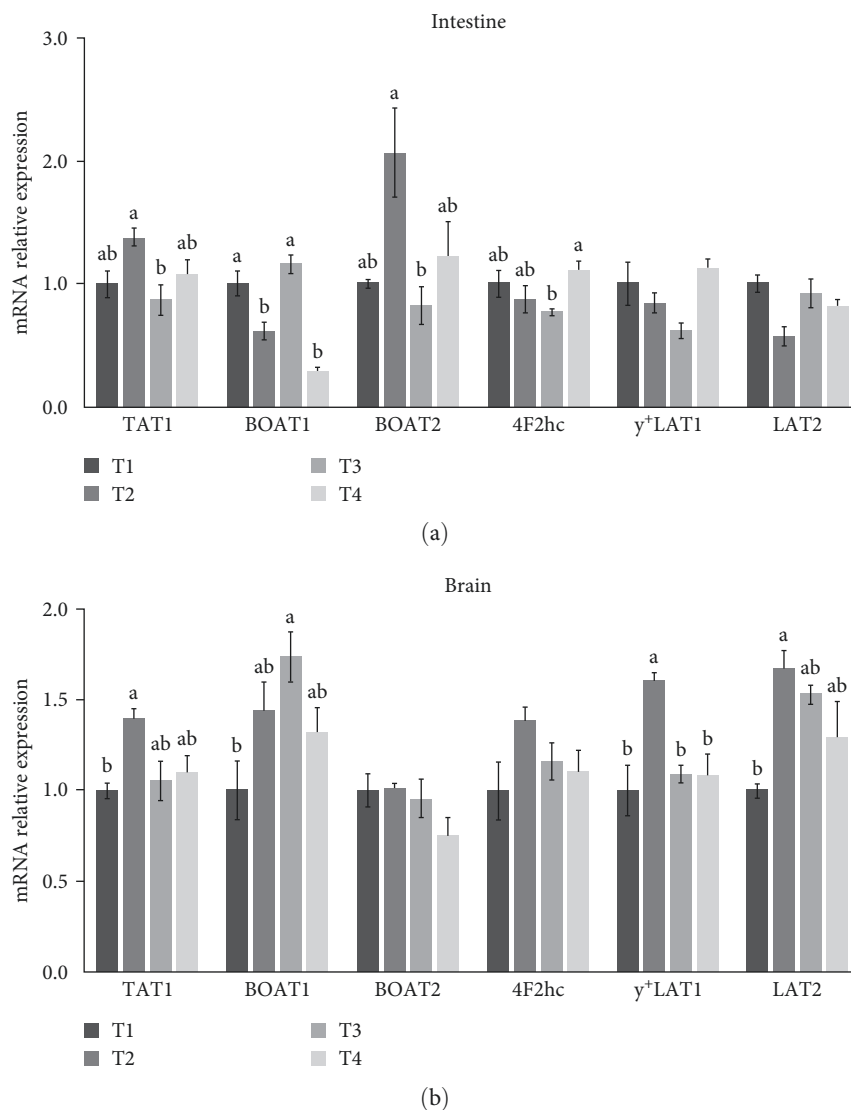 Intestine
3.0
2.0
1.0
0.0
mRNA relative expression
ab a b ab
a b a b
ab a b ab
ab ab b a
TAT1 BOAT1 BOAT2 4F2hc y⁺LAT1 LAT2
T1 T3
T2 T4
(a)
Brain
2.0
1.5
1.0
0.5
0.0
mRNA relative expression
b a ab ab
b ab a ab
b a b b
b a ab ab
TAT1 BOAT1 BOAT2 4F2hc y⁺LAT1 LAT2
T1 T3
T2 T4
(b)